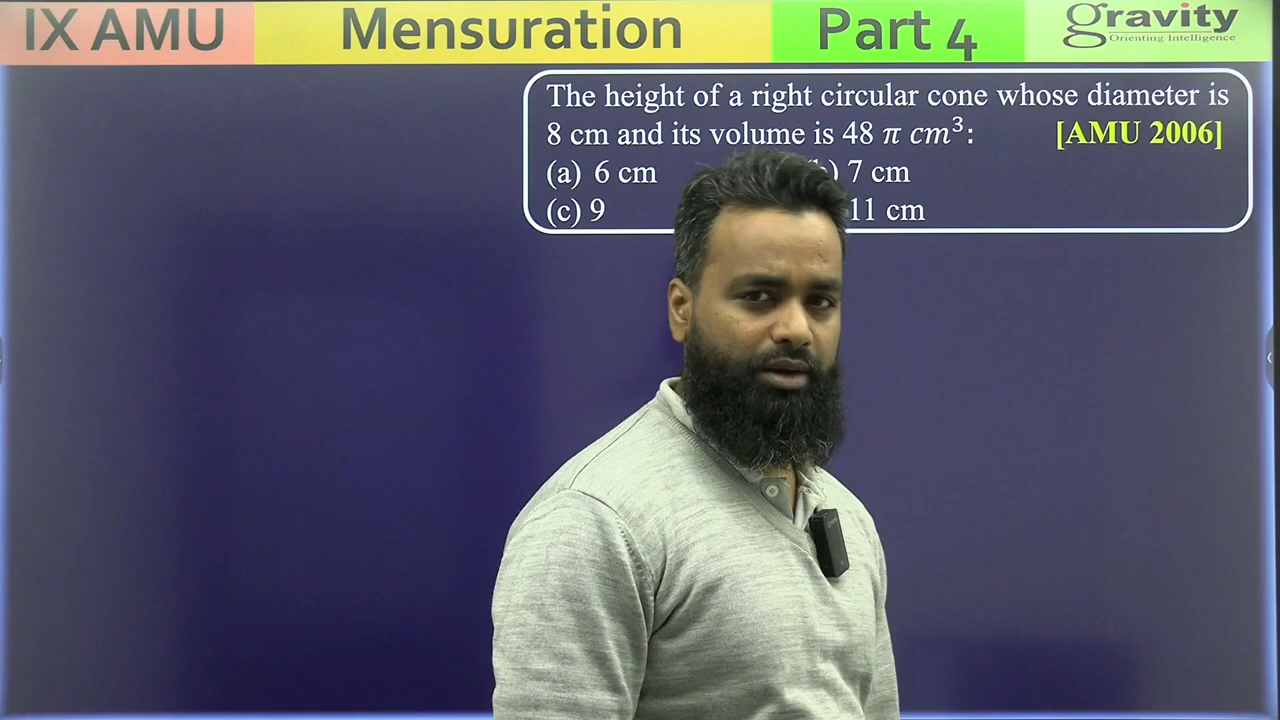 IX AMU Mensuration Part 4 gravity
Orienting Intelligence
The height of a right circular cone whose diameter is
8 cm and its volume is 48 π cm³: [AMU 2006]
(a) 6 cm 7 cm
(c) 9 11 cm